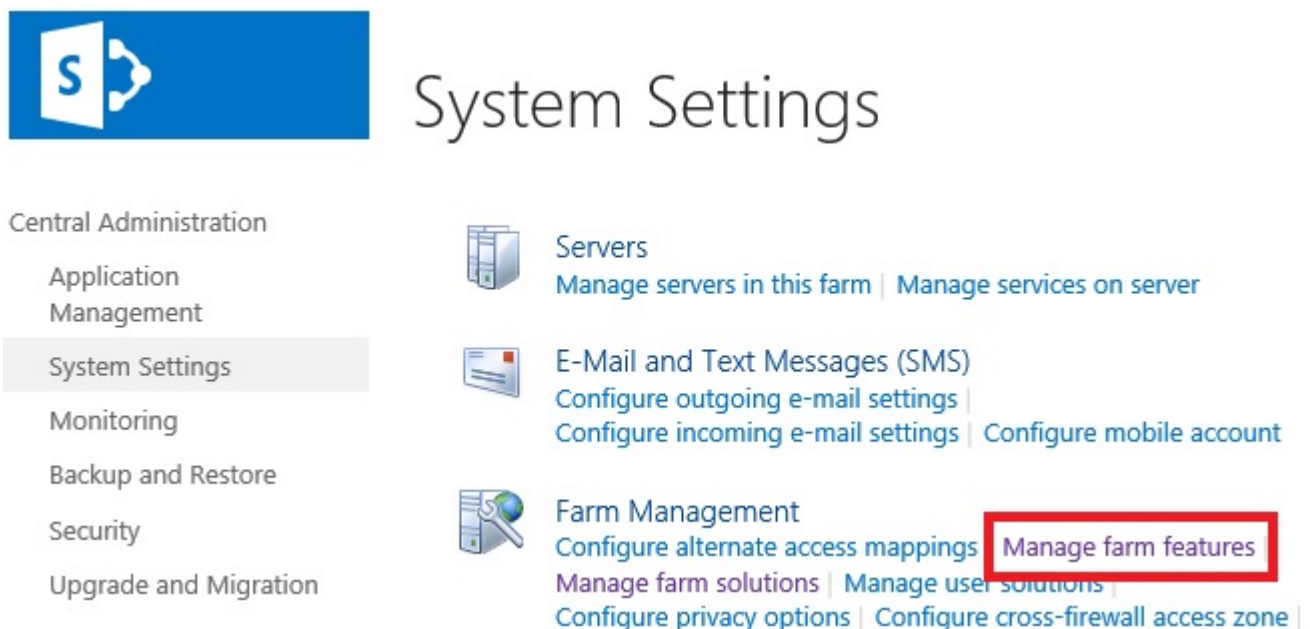 S
System Settings
Central Administration
Application
Management
System Settings
Monitoring
Backup and Restore
Security
Upgrade and Migration
Servers
Manage servers in this farm | Manage services on server
E-Mail and Text Messages (SMS)
Configure outgoing e-mail settings |
Configure incoming e-mail settings | Configure mobile account
Farm Management
Configure alternate access mappings | Manage farm features |
Manage farm solutions | Manage user solutions |
Configure privacy options | Configure cross-firewall access zone |